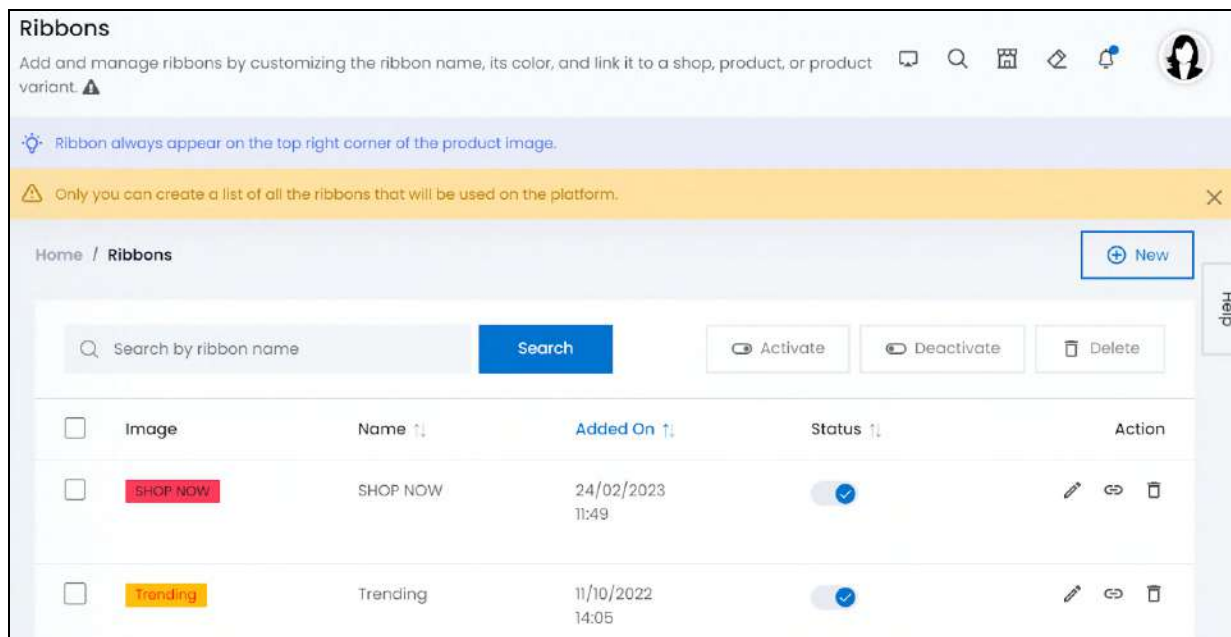 Ribbons
Add and manage ribbons by customizing the ribbon name, its color, and link it to a shop, product, or product
variant.
Ribbon always appear on the top right corner of the product image.
Only you can create a list of all the ribbons that will be used on the platform.
Home / Ribbons
New
Help
Search by ribbon name
Search
Activate
Deactivate
Delete
Image Name Added On Status Action
SHOP NOW SHOP NOW 24/02/2023
11:49
Trending Trending 11/10/2022
14:05